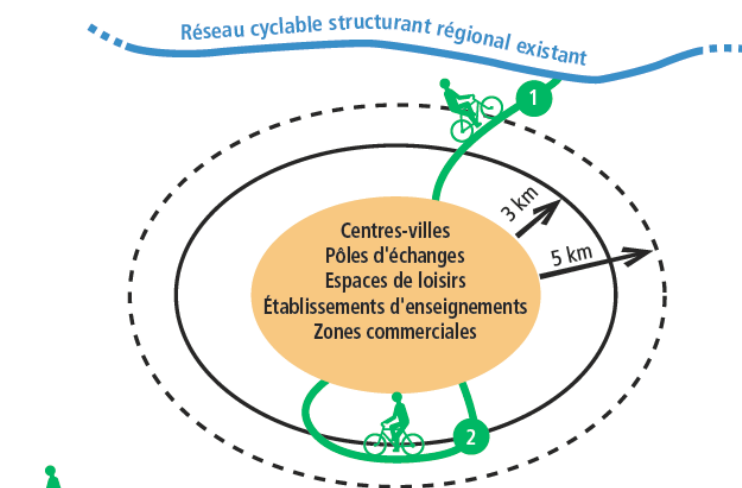 Réseau cyclable structurant régional existant
1
3 km
5 km
Centres-villes
Pôles d'échanges
Espaces de loisirs
Établissements d'enseignements
Zones commerciales
2